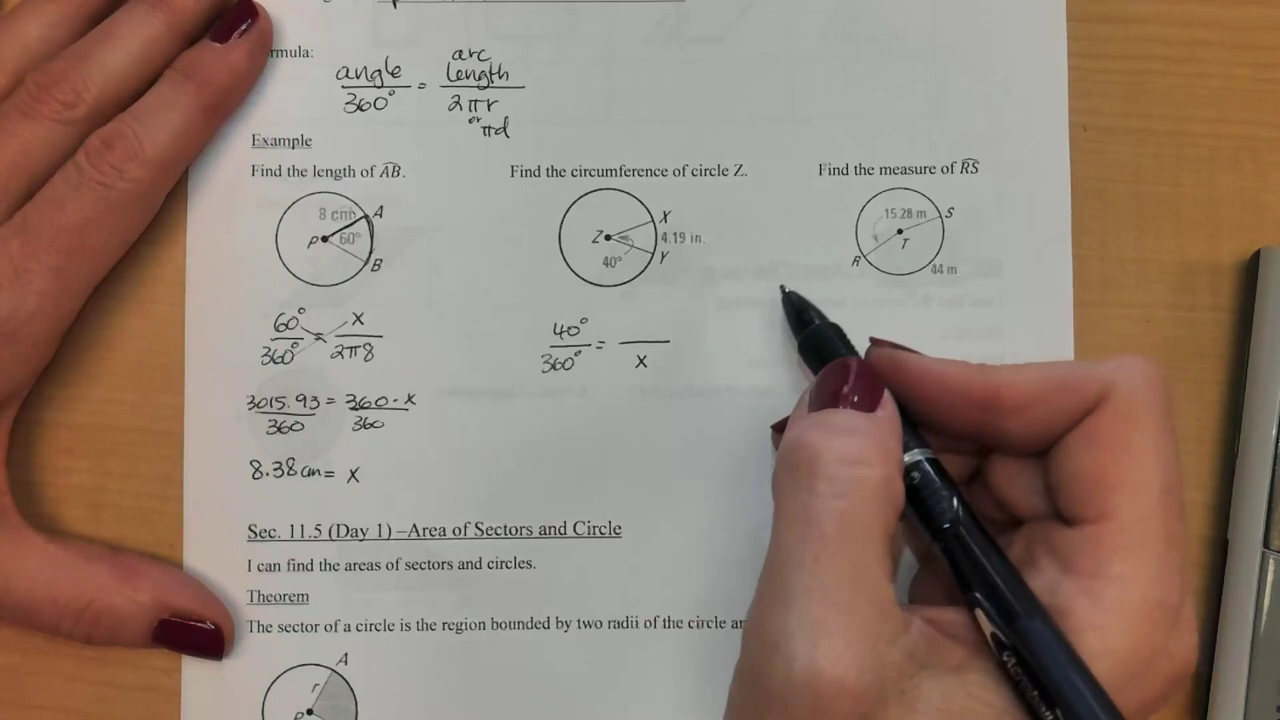 rmula:
angle / 360° = arc length / 2πr or πd
Example
Find the length of AB.
8 cm
A
P
60°
B
60° / 360° = x / 2π8
3015.93 / 360 = 360·x / 360
8.38cm = x
Find the circumference of circle Z.
X
Z
4.19 in.
40°
Y
40° / 360° = / x
Find the measure of RS
15.28 m
S
T
R
44 m
Sec. 11.5 (Day 1) –Area of Sectors and Circle
I can find the areas of sectors and circles.
Theorem
The sector of a circle is the region bounded by two radii of the circle
A
r
P